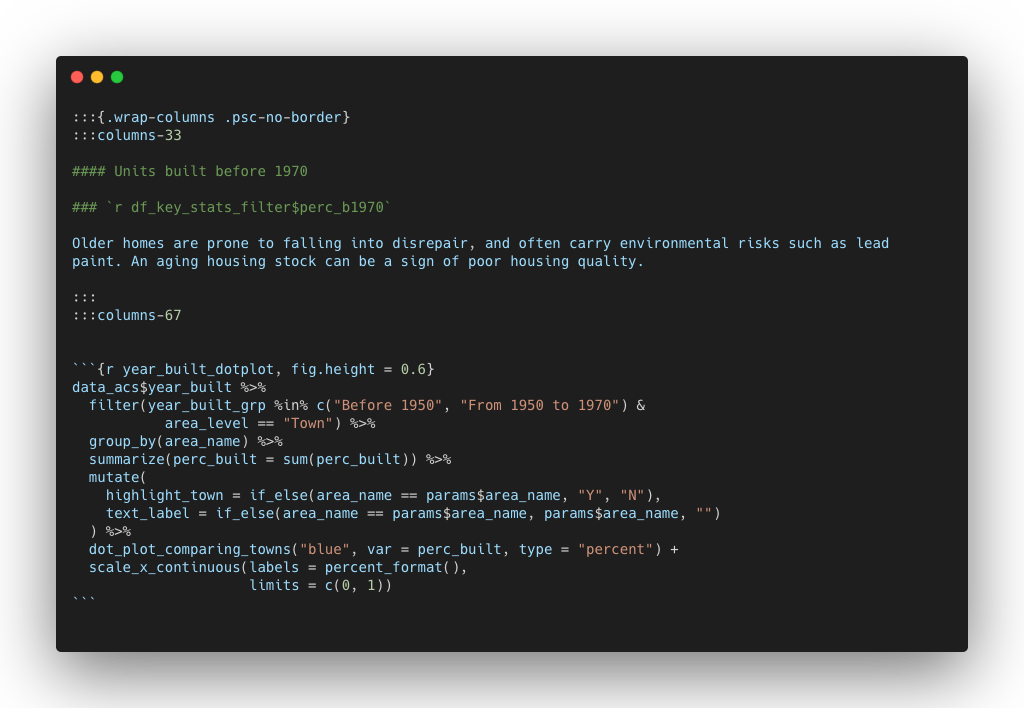 :::{.wrap-columns .psc-no-border}
:::columns-33

#### Units built before 1970

### `r df_key_stats_filter$perc_b1970`

Older homes are prone to falling into disrepair, and often carry environmental risks such as lead
paint. An aging housing stock can be a sign of poor housing quality.

:::
:::columns-67


```{r year_built_dotplot, fig.height = 0.6}
data_acs$year_built %>%
  filter(year_built_grp %in% c("Before 1950", "From 1950 to 1970") &
           area_level == "Town") %>%
  group_by(area_name) %>%
  summarize(perc_built = sum(perc_built)) %>%
  mutate(
    highlight_town = if_else(area_name == params$area_name, "Y", "N"),
    text_label = if_else(area_name == params$area_name, params$area_name, "")
  ) %>%
  dot_plot_comparing_towns("blue", var = perc_built, type = "percent") +
  scale_x_continuous(labels = percent_format(),
                     limits = c(0, 1))
```